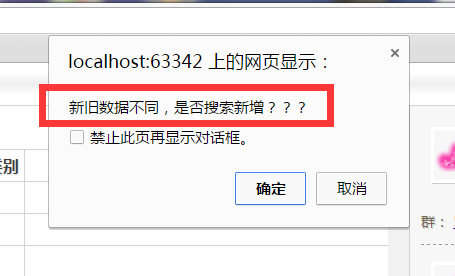 localhost:63342 上的网页显示：
新旧数据不同，是否搜索新增？？？
禁止此页再显示对话框。
确定
取消
类别
群：